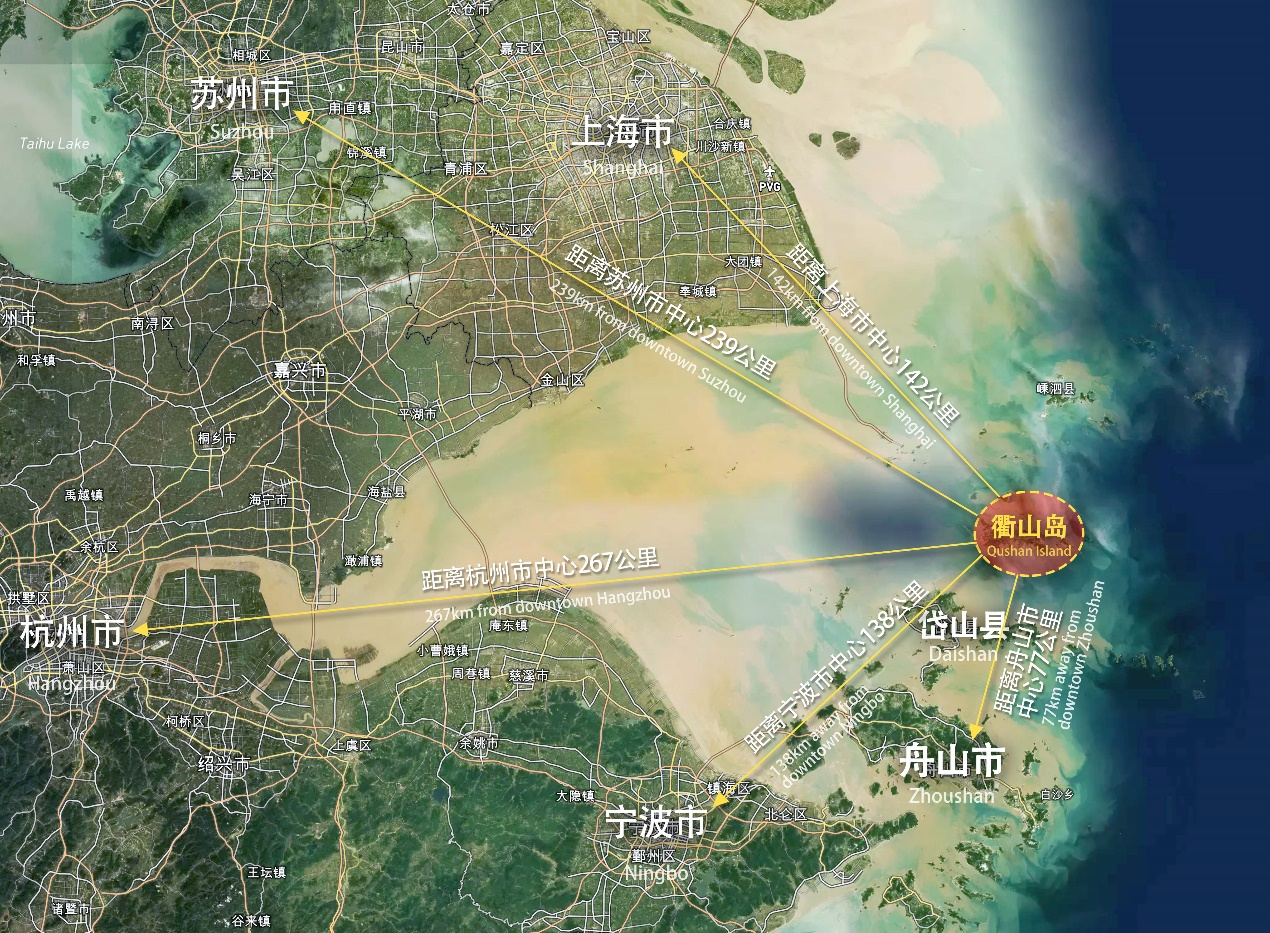 太仓市
宝山区
昆山市
嘉定区
相城区
苏州市
Suzhou
甪直镇
上海市
Shanghai
合庆镇
川沙新镇
Taihu Lake
锦溪镇
青浦区
吴江区
PVG
松江区
大团镇
奉城镇
距离苏州市中心239公里
239km from downtown Suzhou
距离上海市中心142公里
142km from downtown Shanghai
州市
南浔区
和孚镇
嘉兴市
金山区
嵊泗县
平湖市
桐乡市
禹越镇
海宁市
海盐县
衢山岛
Qushan Island
余杭区
澉浦镇
距离杭州市中心267公里
267km from downtown Hangzhou
拱墅区
杭州市
萧山区
Hangzhou
庵东镇
小曹娥镇
周巷镇
慈溪市
岱山县
Daishan
距离宁波市中心138公里
138km away from
downtown Ningbo
距离舟山市
中心77公里
77km away from
downtown Zhoushan
柯桥区
上虞区
余姚市
绍兴市
舟山市
Zhoushan
大隐镇
镇海区
白沙乡
宁波市
北仑区
鄞州区
Ningbo
王坛镇
诸暨市
谷来镇